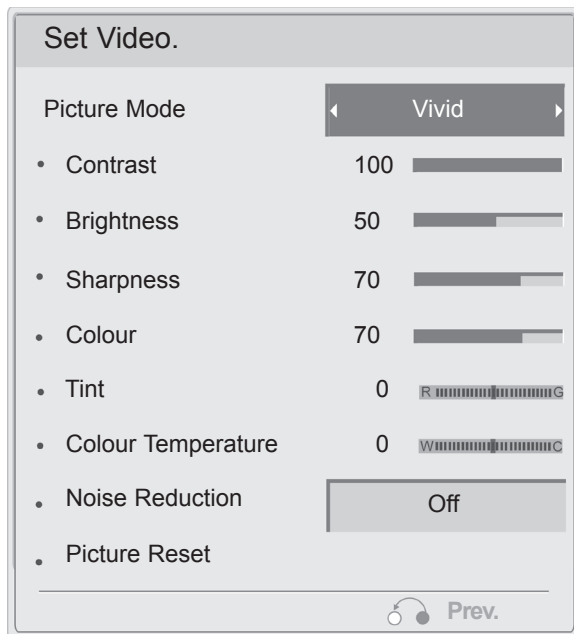 Set Video.
Picture Mode Vivid
• Contrast 100
• Brightness 50
• Sharpness 70
• Colour 70
• Tint 0 R G
• Colour Temperature 0 W C
• Noise Reduction Off
• Picture Reset
Prev.